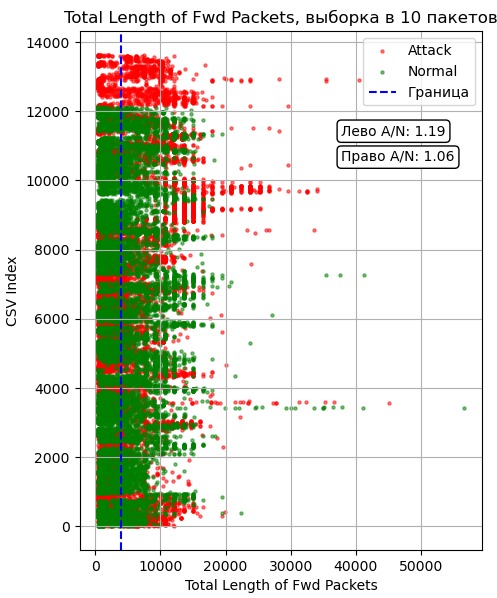 Total Length of Fwd Packets, выборка в 10 пакетов
14000
12000
10000
8000
6000
4000
2000
0
CSV Index
Attack
Normal
Граница
Лево A/N: 1.19
Право A/N: 1.06
0 10000 20000 30000 40000 50000
Total Length of Fwd Packets